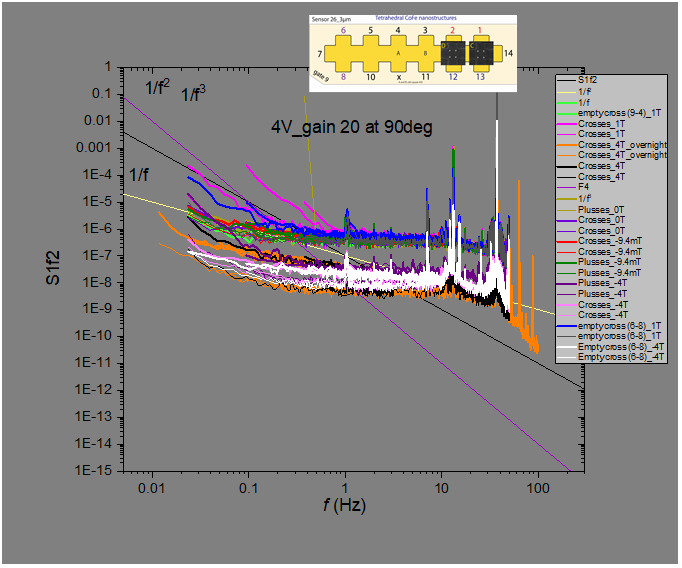 Sensor 26_3µm
Tetrahedral CoFe nanostructures
6 5 4 3 2 1
7 A B D C 14
gate 9
8 10 x 11 12 13
4V_gain 20 at 90deg
1/f2
1/f3
1/f
S1f2
1
0.1
0.01
0.001
1E-4
1E-5
1E-6
1E-7
1E-8
1E-9
1E-10
1E-11
1E-12
1E-13
1E-14
1E-15
0.01 0.1 1 10 100
f (Hz)
S1f2
1/f'
1/f
emptycross(9-4)_1T
Crosses_1T
Crosses_1T
Crosses_4T_overnight
Crosses_4T_overnight
Crosses_4T
Crosses_4T
F4
1/f'
Plusses_0T
Crosses_0T
Crosses_0T
Crosses_-9.4mT
Crosses_-9.4mT
Plusses_-9.4mT
Plusses_-9.4mT
Plusses_-4T
Plusses_-4T
Crosses_-4T
Crosses_-4T
emptycross(6-8)_1T
emptycross(6-8)_1T
Emptycross(6-8)_-4T
Emptycross(6-8)_-4T